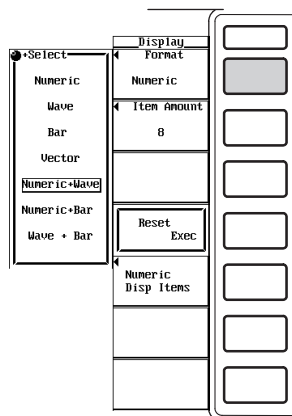 Display
Format
Numeric
Item Amount
8
Reset
Exec
Numeric
Disp Items
Select
Numeric
Wave
Bar
Vector
Numeric+Wave
Numeric+Bar
Wave + Bar